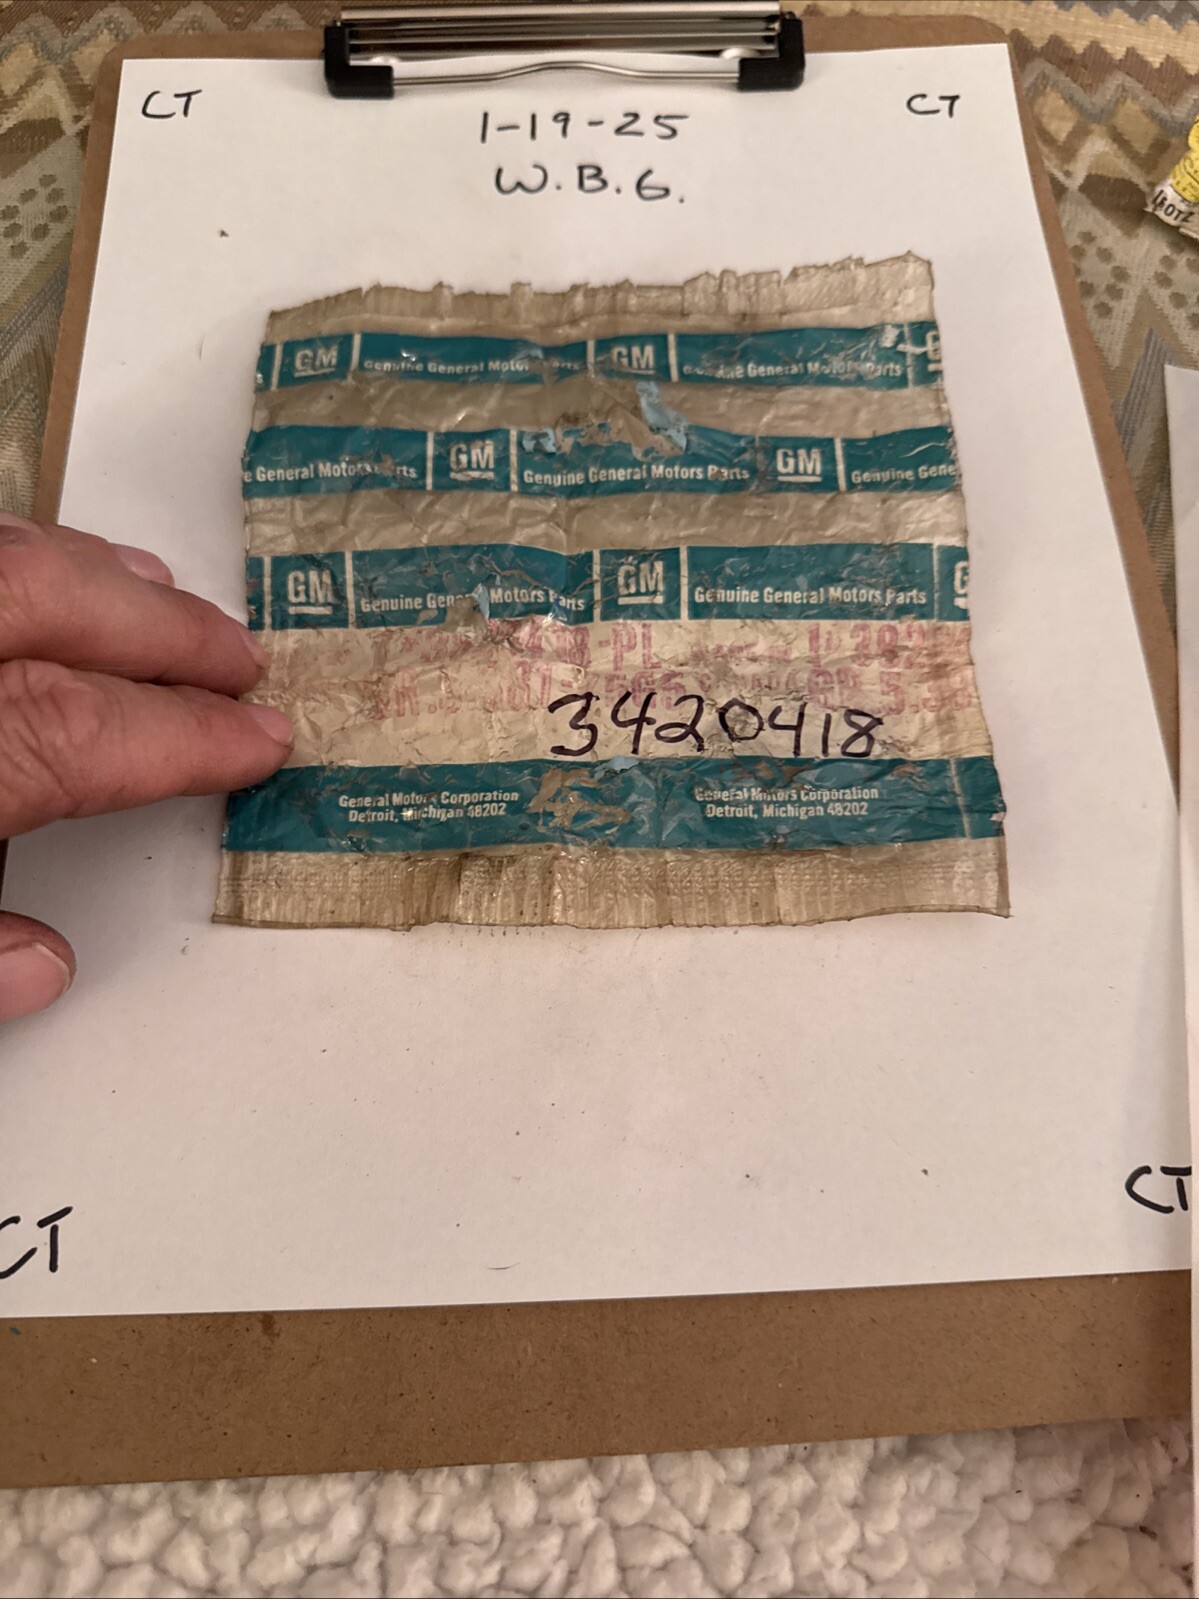 CT
CT
1-19-25
W.B.G.
GM Genuine General Motors Parts GM Genuine General Motors Parts
e General Motors Parts GM Genuine General Motors Parts GM Genuine Gene
GM Genuine General Motors Parts GM Genuine General Motors Parts G
-PL
3420418
General Motors Corporation
Detroit, Michigan 48202
General Motors Corporation
Detroit, Michigan 48202
CT
CT